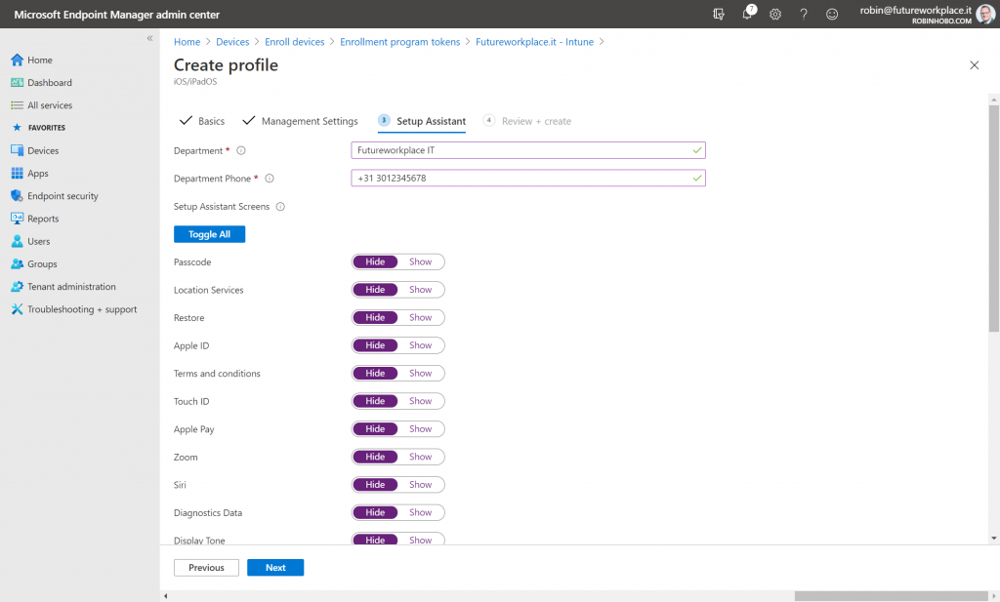 Microsoft Endpoint Manager admin center
7
robin@futureworkplace.it
ROBINHOBO.COM
«
Home > Devices > Enroll devices > Enrollment program tokens > Futureworkplace.it - Intune >
Create profile
iOS/iPadOS
Home
Dashboard
All services
FAVORITES
Devices
Apps
Endpoint security
Reports
Users
Groups
Tenant administration
Troubleshooting + support
Basics
Management Settings
3 Setup Assistant
4 Review + create
Department *
Futureworkplace IT
Department Phone *
+31 3012345678
Setup Assistant Screens
Toggle All
Passcode Hide Show
Location Services Hide Show
Restore Hide Show
Apple ID Hide Show
Terms and conditions Hide Show
Touch ID Hide Show
Apple Pay Hide Show
Zoom Hide Show
Siri Hide Show
Diagnostics Data Hide Show
Display Tone Hide Show
Previous
Next